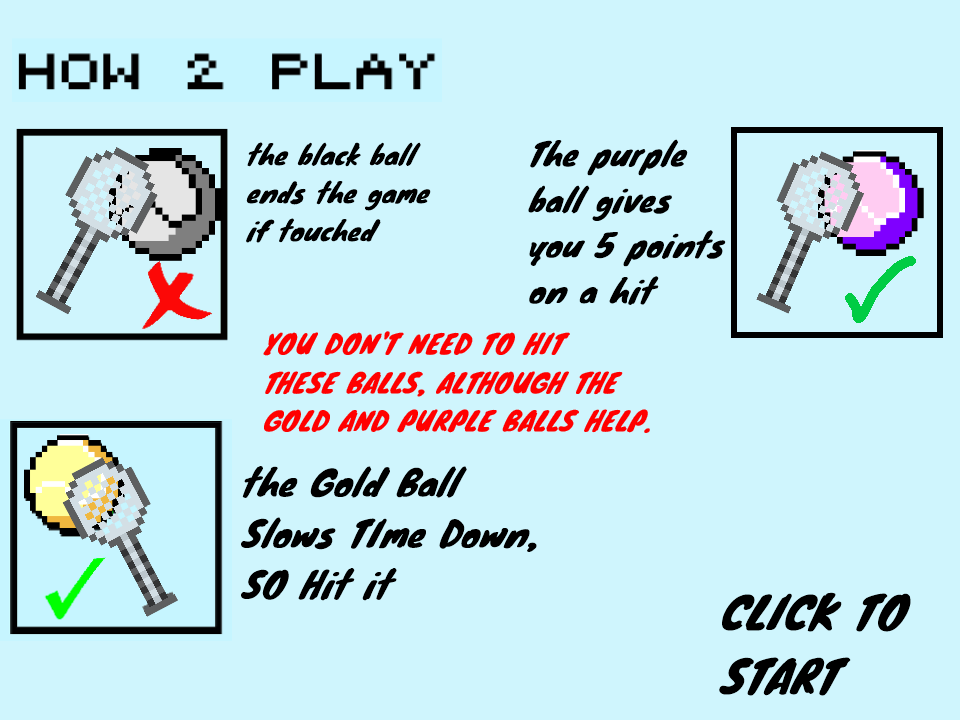 HOW 2 PLAY
the black ball
ends the game
if touched
The purple
ball gives
you 5 points
on a hit
YOU DON'T NEED TO HIT
THESE BALLS, ALTHOUGH THE
GOLD AND PURPLE BALLS HELP.
the Gold Ball
Slows TIme Down,
SO Hit it
CLICK TO
START